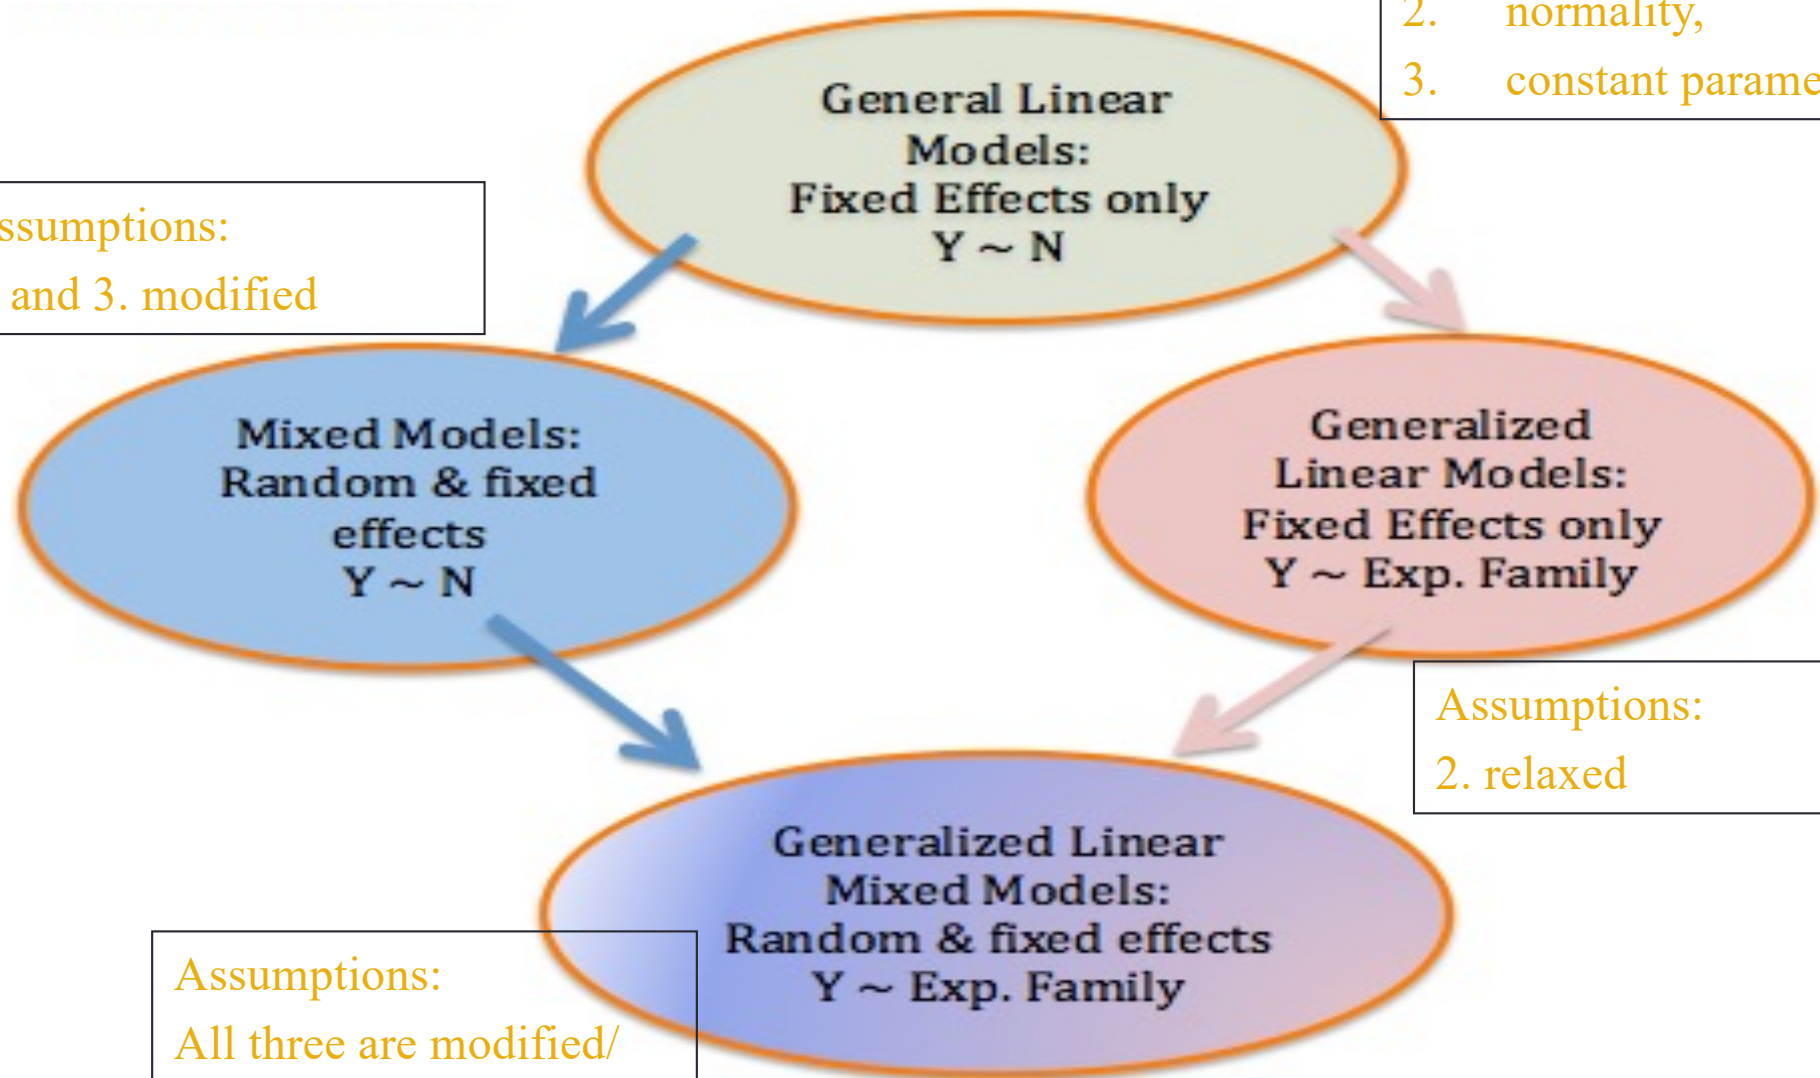 2. normality,
3. constant parame
General Linear
Models:
Fixed Effects only
Y ~ N
ssumptions:
and 3. modified
Mixed Models:
Random & fixed
effects
Y ~ N
Generalized
Linear Models:
Fixed Effects only
Y ~ Exp. Family
Assumptions:
2. relaxed
Generalized Linear
Mixed Models:
Random & fixed effects
Y ~ Exp. Family
Assumptions:
All three are modified/